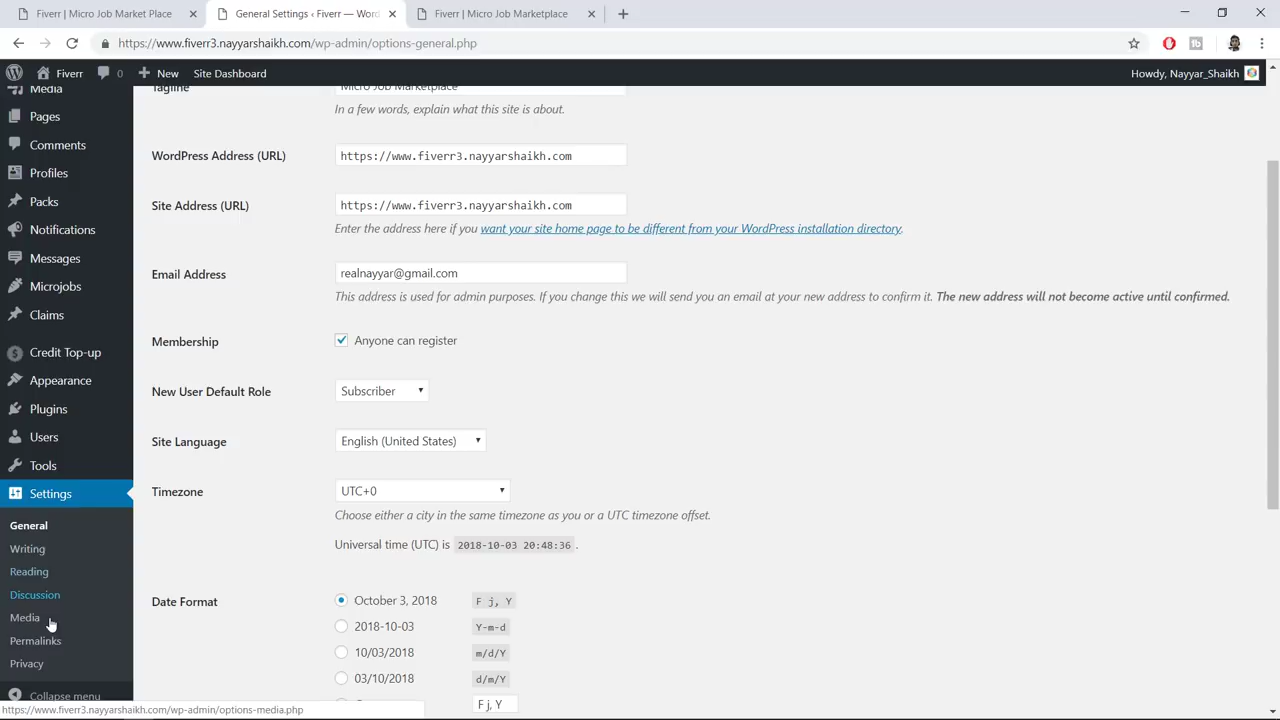 Fiverr | Micro Job Market Place
General Settings ‹ Fiverr — Word
Fiverr | Micro Job Marketplace
https://www.fiverr3.nayyarshaikh.com/wp-admin/options-general.php
Fiverr
0
New
Site Dashboard
Howdy, Nayyar_Shaikh
Media
Pages
Comments
Profiles
Packs
Notifications
Messages
Microjobs
Claims
Credit Top-up
Appearance
Plugins
Users
Tools
Settings
General
Writing
Reading
Discussion
Media
Permalinks
Privacy
Collapse menu
Tagline
Micro Job Marketplace
In a few words, explain what this site is about.
WordPress Address (URL)
https://www.fiverr3.nayyarshaikh.com
Site Address (URL)
https://www.fiverr3.nayyarshaikh.com
Enter the address here if you want your site home page to be different from your WordPress installation directory.
Email Address
realnayyar@gmail.com
This address is used for admin purposes. If you change this we will send you an email at your new address to confirm it. The new address will not become active until confirmed.
Membership
Anyone can register
New User Default Role
Subscriber
Site Language
English (United States)
Timezone
UTC+0
Choose either a city in the same timezone as you or a UTC timezone offset.
Universal time (UTC) is 2018-10-03 20:48:36 .
Date Format
October 3, 2018 F j, Y
2018-10-03 Y-m-d
10/03/2018 m/d/Y
03/10/2018 d/m/Y
F j, Y
https://www.fiverr3.nayyarshaikh.com/wp-admin/options-media.php